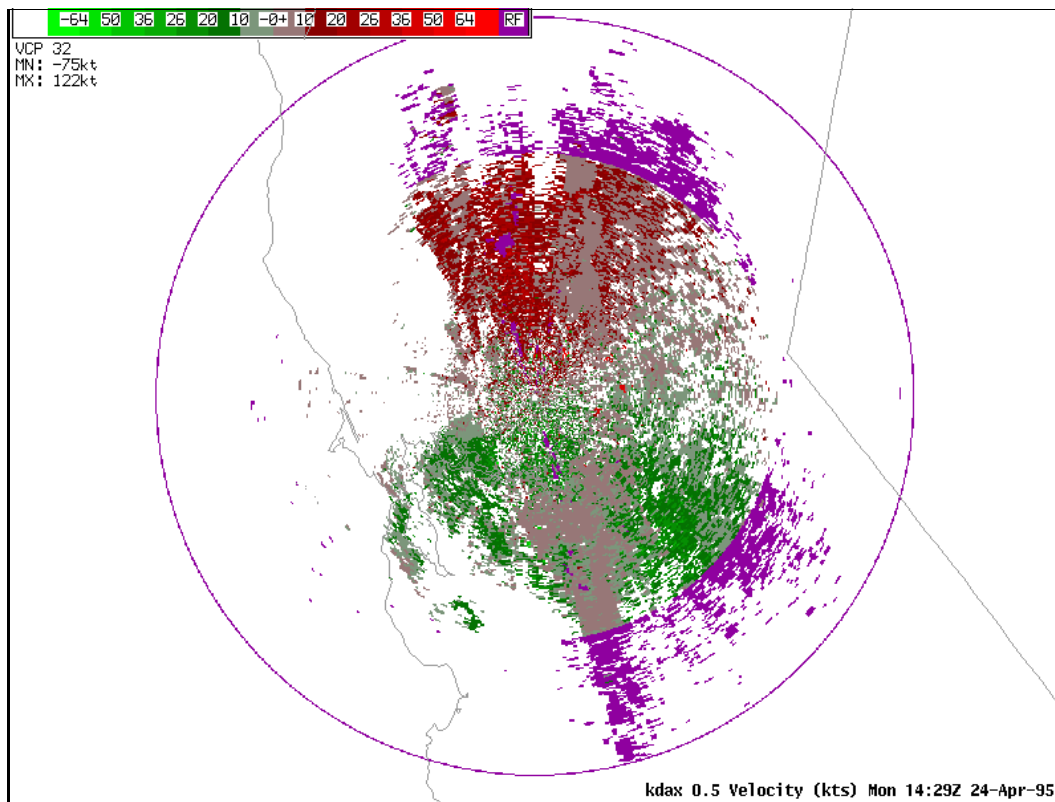 -64 50 36 26 20 10 -0+ 10 20 26 36 50 64 RF
VCP 32
MN: -75kt
MX: 122kt
kdax 0.5 Velocity (kts) Mon 14:29Z 24-Apr-95